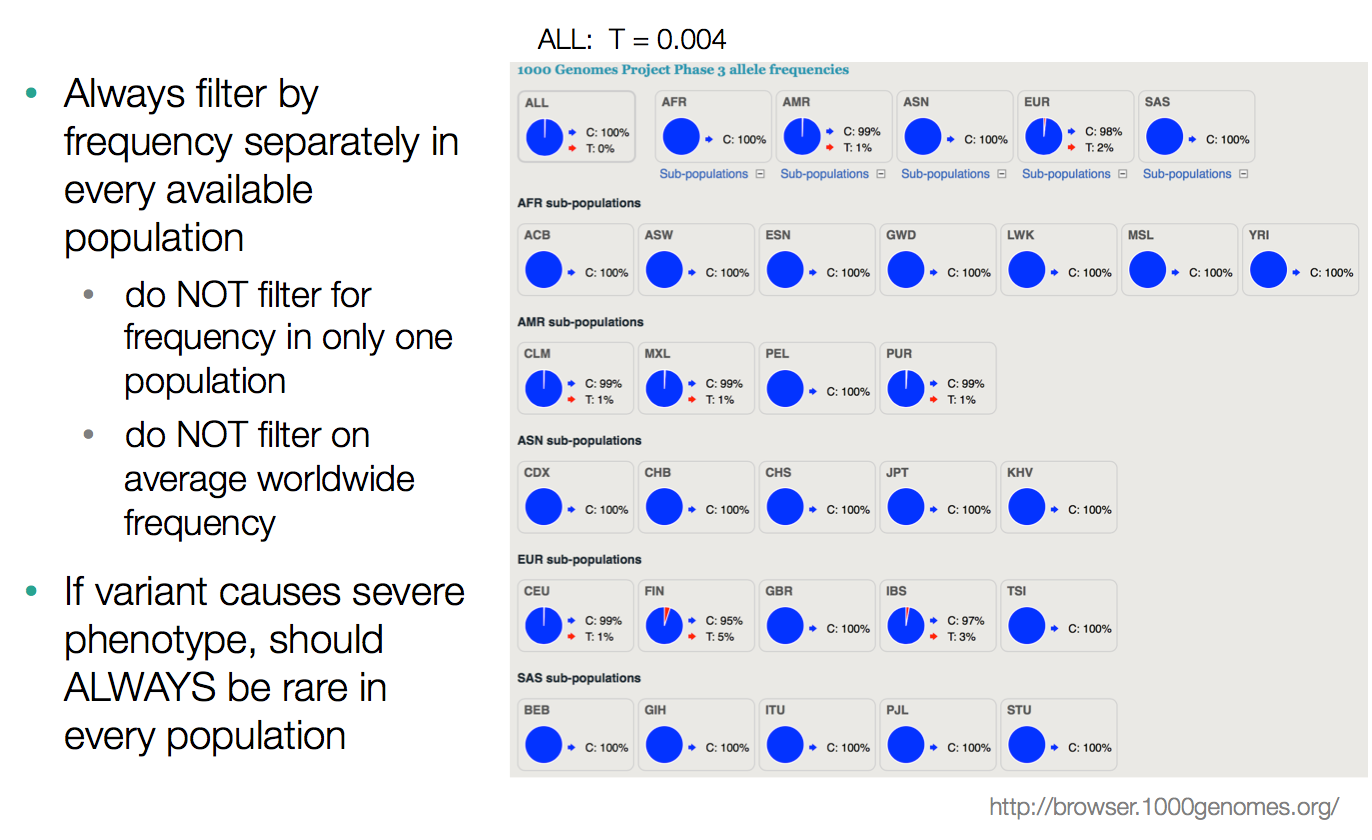 ALL:  T = 0.004
• Always filter by
frequency separately in
every available
population
• do NOT filter for
frequency in only one
population
• do NOT filter on
average worldwide
frequency
• If variant causes severe
phenotype, should
ALWAYS be rare in
every population
1000 Genomes Project Phase 3 allele frequencies
ALL
C: 100%
T: 0%
AFR
C: 100%
AMR
C: 99%
T: 1%
ASN
C: 100%
EUR
C: 98%
T: 2%
SAS
C: 100%
Sub-populations Sub-populations Sub-populations Sub-populations Sub-populations
AFR sub-populations
ACB
C: 100%
ASW
C: 100%
ESN
C: 100%
GWD
C: 100%
LWK
C: 100%
MSL
C: 100%
YRI
C: 100%
AMR sub-populations
CLM
C: 99%
T: 1%
MXL
C: 99%
T: 1%
PEL
C: 100%
PUR
C: 99%
T: 1%
ASN sub-populations
CDX
C: 100%
CHB
C: 100%
CHS
C: 100%
JPT
C: 100%
KHV
C: 100%
EUR sub-populations
CEU
C: 99%
T: 1%
FIN
C: 95%
T: 5%
GBR
C: 100%
IBS
C: 97%
T: 3%
TSI
C: 100%
SAS sub-populations
BEB
C: 100%
GIH
C: 100%
ITU
C: 100%
PJL
C: 100%
STU
C: 100%
http://browser.1000genomes.org/